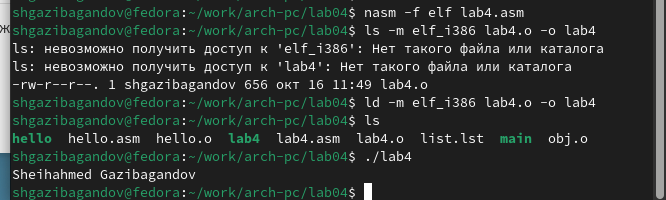 shgazibagandov@fedora:~/work/arch-pc/lab04$ nasm -f elf lab4.asm
shgazibagandov@fedora:~/work/arch-pc/lab04$ ls -m elf_i386 lab4.o -o lab4
ls: невозможно получить доступ к 'elf_i386': Нет такого файла или каталога
ls: невозможно получить доступ к 'lab4': Нет такого файла или каталога
-rw-r--r--. 1 shgazibagandov 656 окт 16 11:49 lab4.o
shgazibagandov@fedora:~/work/arch-pc/lab04$ ld -m elf_i386 lab4.o -o lab4
shgazibagandov@fedora:~/work/arch-pc/lab04$ ls
hello hello.asm hello.o lab4 lab4.asm lab4.o list.lst main obj.o
shgazibagandov@fedora:~/work/arch-pc/lab04$ ./lab4
Sheihahmed Gazibagandov
shgazibagandov@fedora:~/work/arch-pc/lab04$